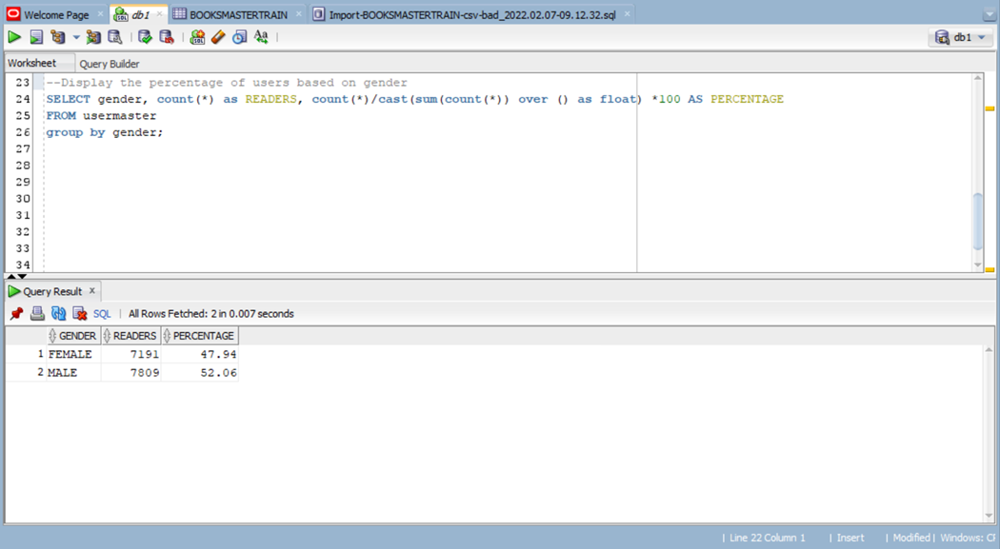 Welcome Page
db1
BOOKSMASTERTRAIN
Import-BOOKSMASTERTRAIN-csv-bad_2022.02.07-09.12.32.sql
SQL
Aa
db1
Worksheet
Query Builder
23 --Display the percentage of users based on gender
24 SELECT gender, count(*) as READERS, count(*)/cast(sum(count(*)) over () as float) *100 AS PERCENTAGE
25 FROM usermaster
26 group by gender;
27
28
29
30
31
32
33
34
Query Result
SQL | All Rows Fetched: 2 in 0.007 seconds
GENDER READERS PERCENTAGE
1 FEMALE 7191 47.94
2 MALE 7809 52.06
| Line 22 Column 1 | Insert | Modified | Windows: CR